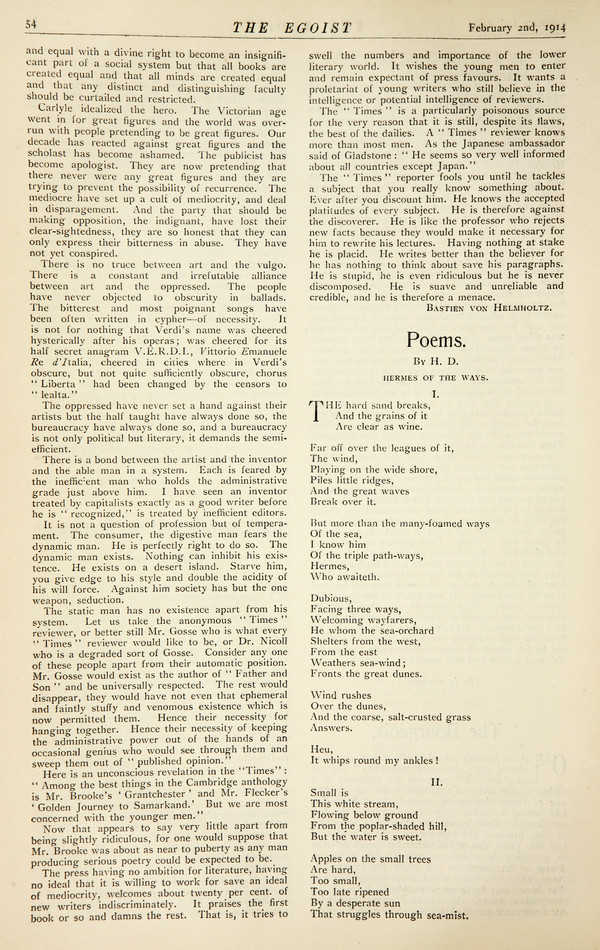 54
THE EGOIST
February 2nd, 1914
and equal with a divine right to become an insignifi-
cant part of a social system but that all books are
created equal and that all minds are created equal
and that any distinct and distinguishing faculty
should be curtailed and restricted.
Carlyle idealized the hero. The Victorian age
went in for great figures and the world was over-
run with people pretending to be great figures. Our
decade has reacted against great figures and the
scholast has become ashamed. The publicist has
become apologist. They are now pretending that
there never were any great figures and they are
trying to prevent the possibility of recurrence. The
mediocre have set up a cult of mediocrity, and deal
in disparagement. And the party that should be
making opposition, the indignant, have lost their
clear-sightedness, they are so honest that they can
only express their bitterness in abuse. They have
not yet conspired.
There is no truce between art and the vulgo.
There is a constant and irrefutable alliance
between art and the oppressed. The people
have never objected to obscurity in ballads.
The bitterest and most poignant songs have
been often written in cypher—of necessity. It
is not for nothing that Verdi's name was cheered
hysterically after his operas; was cheered for its
half secret anagram V.E.R.D.I., Vittorio Emanuele
Re d'Italia, cheered in cities where in Verdi's
obscure, but not quite sufficiently obscure, chorus
" Liberta " had been changed by the censors to
" lealta."
The oppressed have never set a hand against their
artists but the half taught have always done so, the
bureaucracy have always done so, and a bureaucracy
is not only political but literary, it demands the semi-
efficient.
There is a bond between the artist and the inventor
and the able man in a system. Each is feared by
the inefficient man who holds the administrative
grade just above him. I have seen an inventor
treated by capitalists exactly as a good writer before
he is " recognized," is treated by inefficient editors.
It is not a question of profession but of tempera-
ment. The consumer, the digestive man fears the
dynamic man. He is perfectly right to do so. The
dynamic man exists. Nothing can inhibit his exis-
tence. He exists on a desert island. Starve him,
you give edge to his style and double the acidity of
his will force. Against him society has but the one
weapon, seduction.
The static man has no existence apart from his
system. Let us take the anonymous " Times "
reviewer, or better still Mr. Gosse who is what every
" Times " reviewer would like to be, or Dr. Nicoll
who is a degraded sort of Gosse. Consider any one
of these people apart from their automatic position.
Mr. Gosse would exist as the author of " Father and
Son " and be universally respected. The rest would
disappear, they would have not even that ephemeral
and faintly stuffy and venomous existence which is
now permitted them. Hence their necessity for
hanging together. Hence their necessity of keeping
the administrative power out of the hands of an
occasional genius who would see through them and
sweep them out of " published opinion."
Here is an unconscious revelation in the "Times" :
" Among the best things in the Cambridge anthology
is Mr. Brooke's ' Grantchester ' and Mr. Flecker's
' Golden Journey to Samarkand.' But we are most
concerned with the younger men."
Now that appears to say very little apart from
being slightly ridiculous, for one would suppose that
Mr. Brooke was about as near to puberty as any man
producing serious poetry could be expected to be.
The press having no ambition for literature, having
no ideal that it is willing to work for save an ideal
of mediocrity, welcomes about twenty per cent. of
new writers indiscriminately. It praises the first
book or so and damns the rest. That is, it tries to
swell the numbers and importance of the lower
literary world. It wishes the young men to enter
and remain expectant of press favours. It wants a
proletariat of young writers who still believe in the
intelligence or potential intelligence of reviewers.
The " Times " is a particularly poisonous source
for the very reason that it is still, despite its flaws,
the best of the dailies. A " Times " reviewer knows
more than most men. As the Japanese ambassador
said of Gladstone : " He seems so very well informed
about all countries except Japan."
The " Times " reporter fools you until he tackles
a subject that you really know something about.
Ever after you discount him. He knows the accepted
platitudes of every subject. He is therefore against
the discoverer. He is like the professor who rejects
new facts because they would make it necessary for
him to rewrite his lectures. Having nothing at stake
he is placid. He writes better than the believer for
he has nothing to think about save his paragraphs.
He is stupid, he is even ridiculous but he is never
discomposed. He is suave and unreliable and
credible, and he is therefore a menace.
BASTIEN VON HELMHOLTZ.
Poems.
BY H. D.
HERMES OF THE WAYS.
I.
THE hard sand breaks,
And the grains of it
Are clear as wine.
Far off over the leagues of it,
The wind,
Playing on the wide shore,
Piles little ridges,
And the great waves
Break over it.
But more than the many-foamed ways
Of the sea,
I know him
Of the triple path-ways,
Hermes,
Who awaiteth.
Dubious,
Facing three ways,
Welcoming wayfarers,
He whom the sea-orchard
Shelters from the west,
From the east
Weathers sea-wind;
Fronts the great dunes.
Wind rushes
Over the dunes,
And the coarse, salt-crusted grass
Answers.
Heu,
It whips round my ankles !
II.
Small is
This white stream,
Flowing below ground
From the poplar-shaded hill,
But the water is sweet.
Apples on the small trees
Are hard,
Too small,
Too late ripened
By a desperate sun
That struggles through sea-mist.